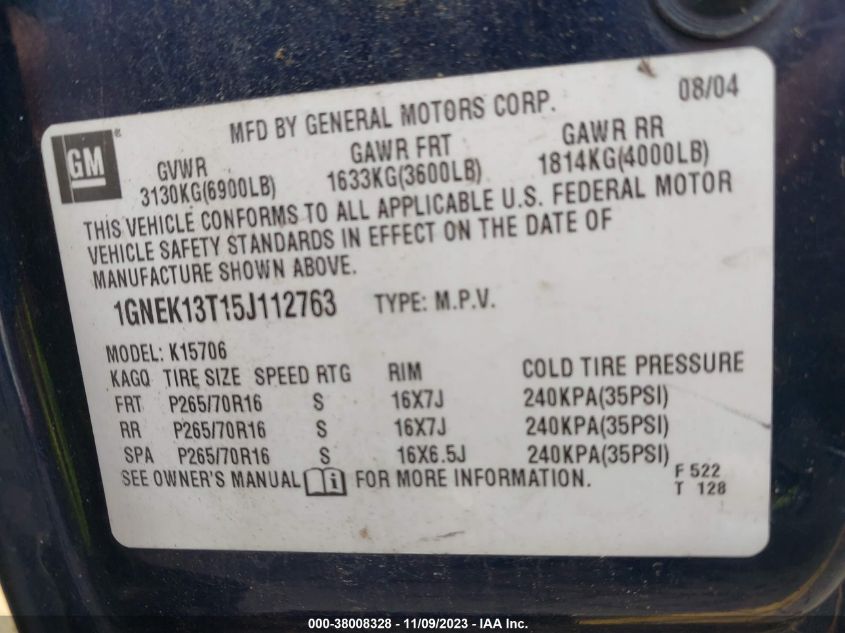 MFD BY GENERAL MOTORS CORP. 08/04
GM
GVWR GAWR FRT GAWR RR
3130KG(6900LB) 1633KG(3600LB) 1814KG(4000LB)
THIS VEHICLE CONFORMS TO ALL APPLICABLE U.S. FEDERAL MOTOR
VEHICLE SAFETY STANDARDS IN EFFECT ON THE DATE OF
MANUFACTURE SHOWN ABOVE.
1GNEK13T15J112763 TYPE: M.P.V.
MODEL: K15706
KAGQ TIRE SIZE SPEED RTG RIM COLD TIRE PRESSURE
FRT P265/70R16 S 16X7J 240KPA(35PSI)
RR P265/70R16 S 16X7J 240KPA(35PSI)
SPA P265/70R16 S 16X6.5J 240KPA(35PSI)
SEE OWNER'S MANUAL i FOR MORE INFORMATION.
F 522
T 128
000-38008328 - 11/09/2023 - IAA Inc.